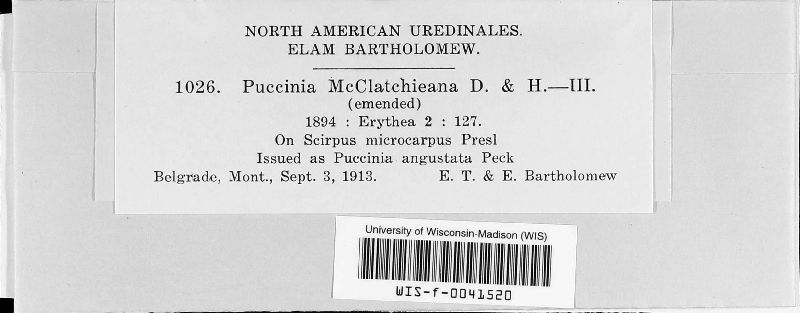 NORTH AMERICAN UREDINALES.
ELAM BARTHOLOMEW.
1026. Puccinia McClatchieana D. & H.—III.
(emended)
1894 : Erythea 2 : 127.
On Scirpus microcarpus Presl
Issued as Puccinia angustata Peck
Belgrade, Mont., Sept. 3, 1913. E. T. & E. Bartholomew
University of Wisconsin-Madison (WIS)
WIS-f-0041520